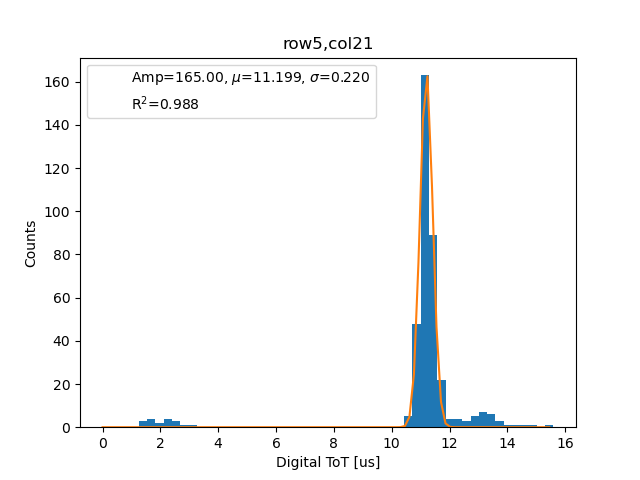 row5,col21
Amp=165.00, μ=11.199, σ=0.220
R²=0.988
Counts
160
140
120
100
80
60
40
20
0
0 2 4 6 8 10 12 14 16
Digital ToT [us]